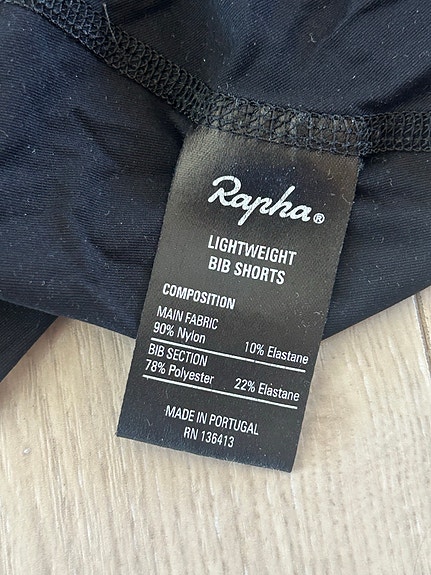 Rapha®
LIGHTWEIGHT
BIB SHORTS
COMPOSITION
MAIN FABRIC
90% Nylon 10% Elastane
BIB SECTION
78% Polyester 22% Elastane
MADE IN PORTUGAL
RN 136413